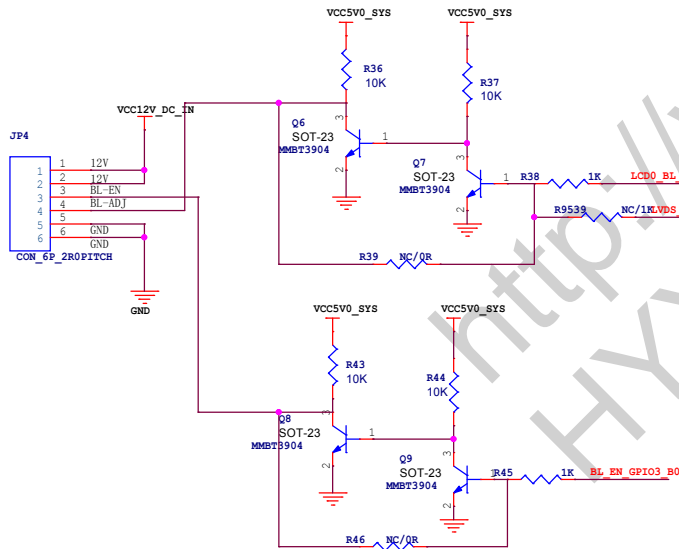 VCC5V0_SYS
VCC5V0_SYS
R36
10K
R37
10K
VCC12V_DC_IN
JP4
Q6
SOT-23
MMBT3904
3
1
2
Q7
SOT-23
MMBT3904
3
1
2
R38
1K
LCD0_BL_
R9539
NC/1K
LVDS_
R39
NC/0R
1 1 12V
2 2 12V
3 3 BL-EN
4 4 BL-ADJ
5 5 GND
6 6 GND
CON_6P_2R0PITCH
GND
VCC5V0_SYS
VCC5V0_SYS
R43
10K
R44
10K
Q8
SOT-23
MMBT3904
3
1
2
Q9
SOT-23
MMBT3904
3
1
2
R45
1K
BL_EN_GPIO3_B0
R46
NC/0R
http://
HY